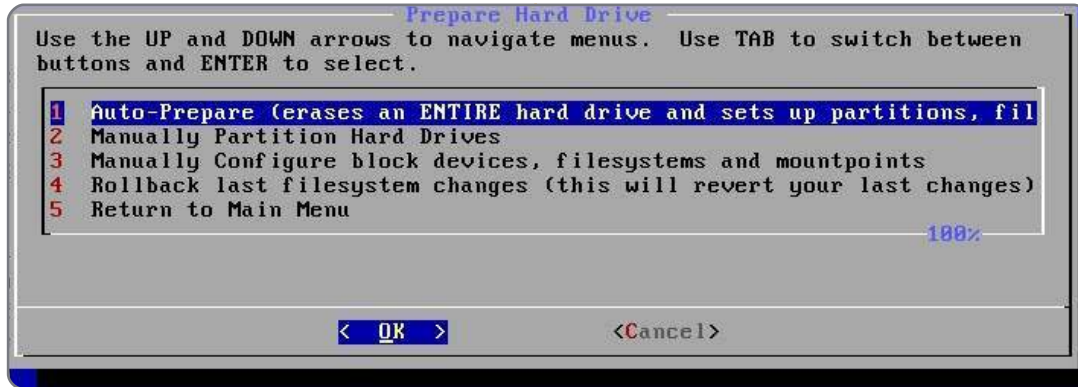 Prepare Hard Drive
Use the UP and DOWN arrows to navigate menus. Use TAB to switch between
buttons and ENTER to select.
1 Auto-Prepare (erases an ENTIRE hard drive and sets up partitions, fil
2 Manually Partition Hard Drives
3 Manually Configure block devices, filesystems and mountpoints
4 Rollback last filesystem changes (this will revert your last changes)
5 Return to Main Menu
100%
< OK > <Cancel>